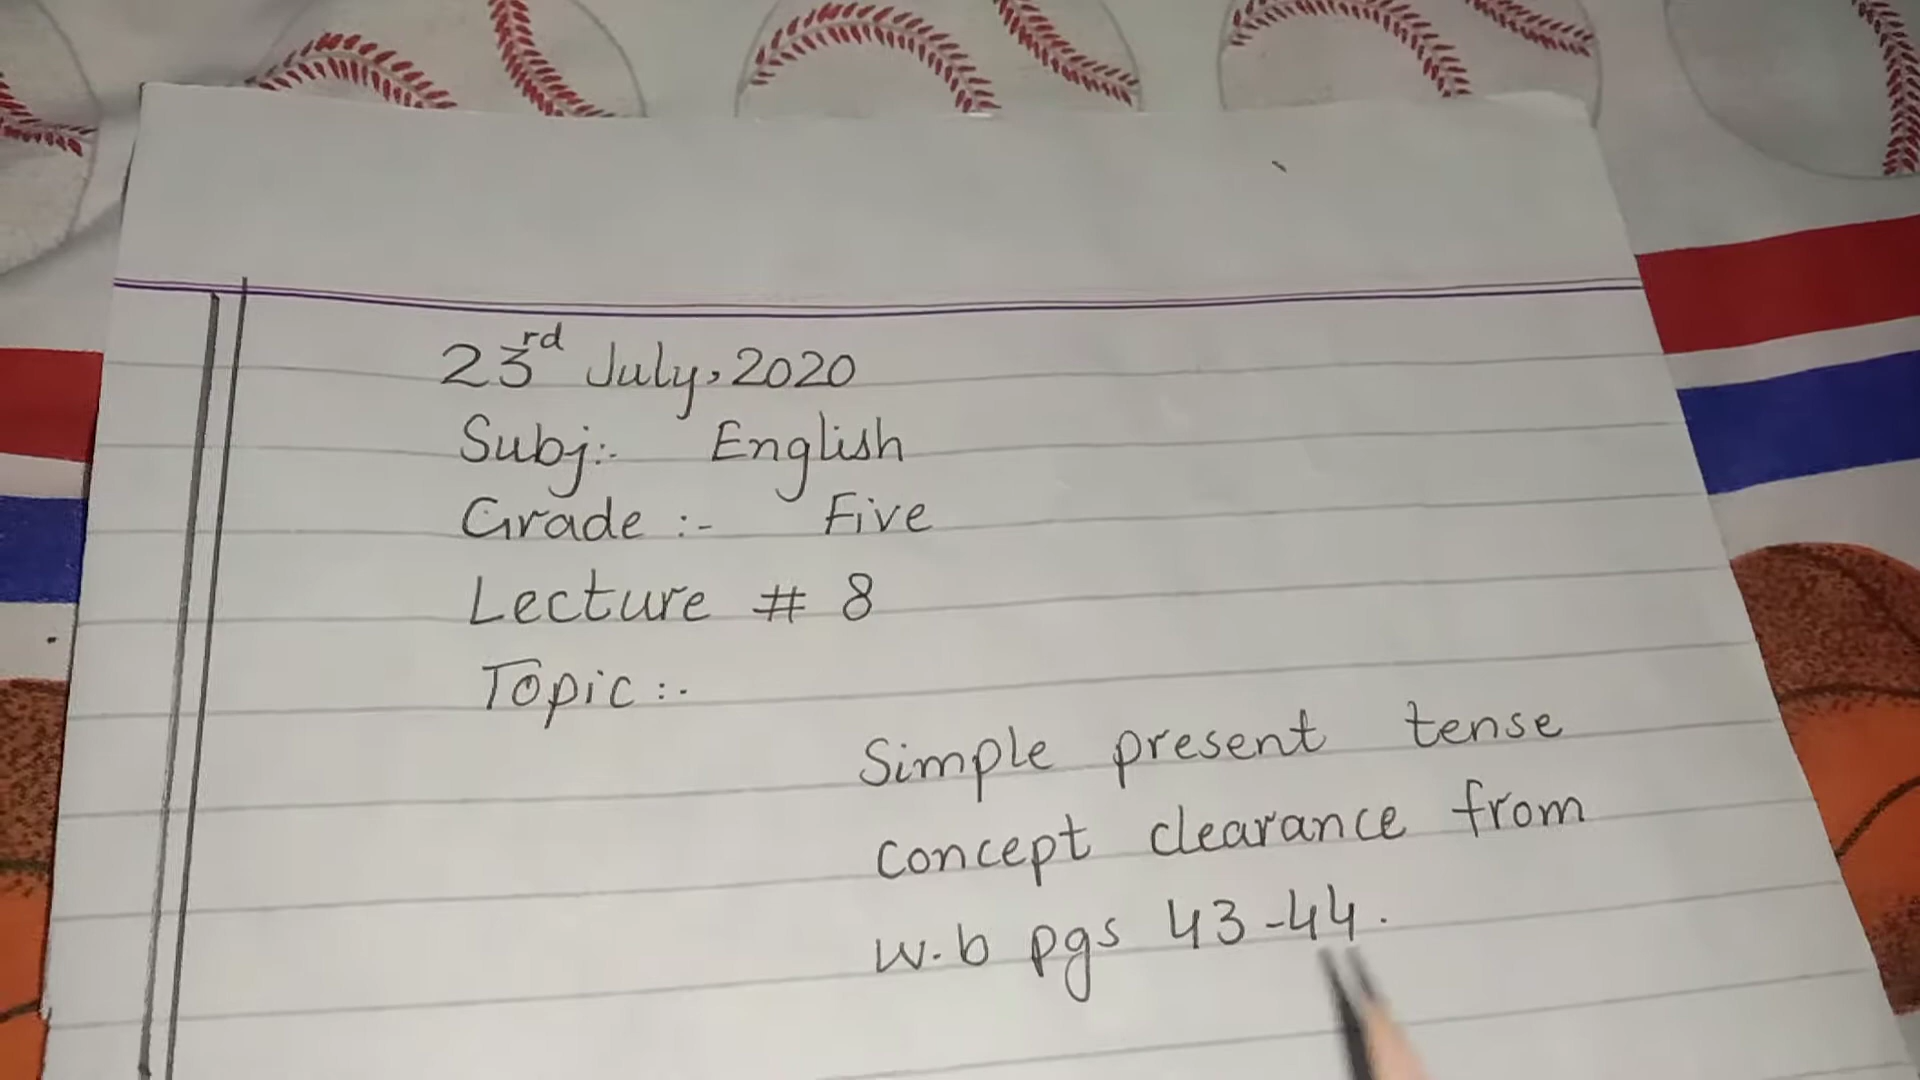 23rd July, 2020
Subj:- English
Grade :- Five
Lecture # 8
Topic :-
Simple present tense
concept clearance from
w.b pgs 43-44.